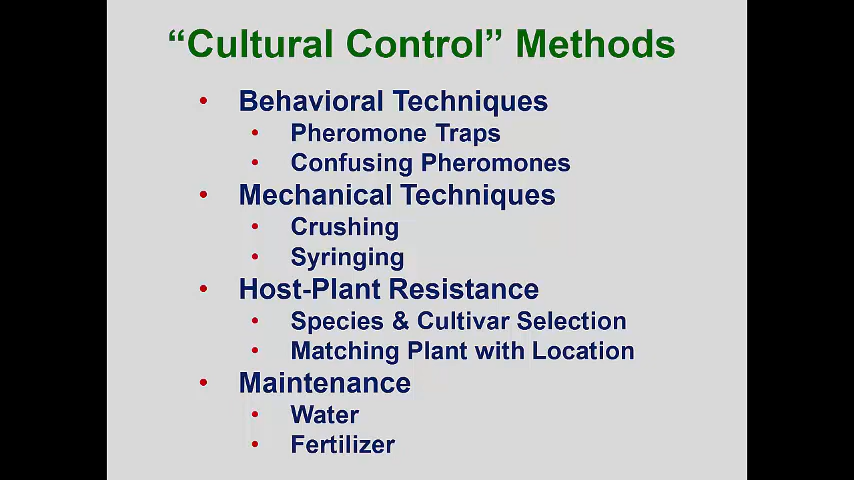 “Cultural Control” Methods
• Behavioral Techniques
• Pheromone Traps
• Confusing Pheromones
• Mechanical Techniques
• Crushing
• Syringing
• Host-Plant Resistance
• Species & Cultivar Selection
• Matching Plant with Location
• Maintenance
• Water
• Fertilizer